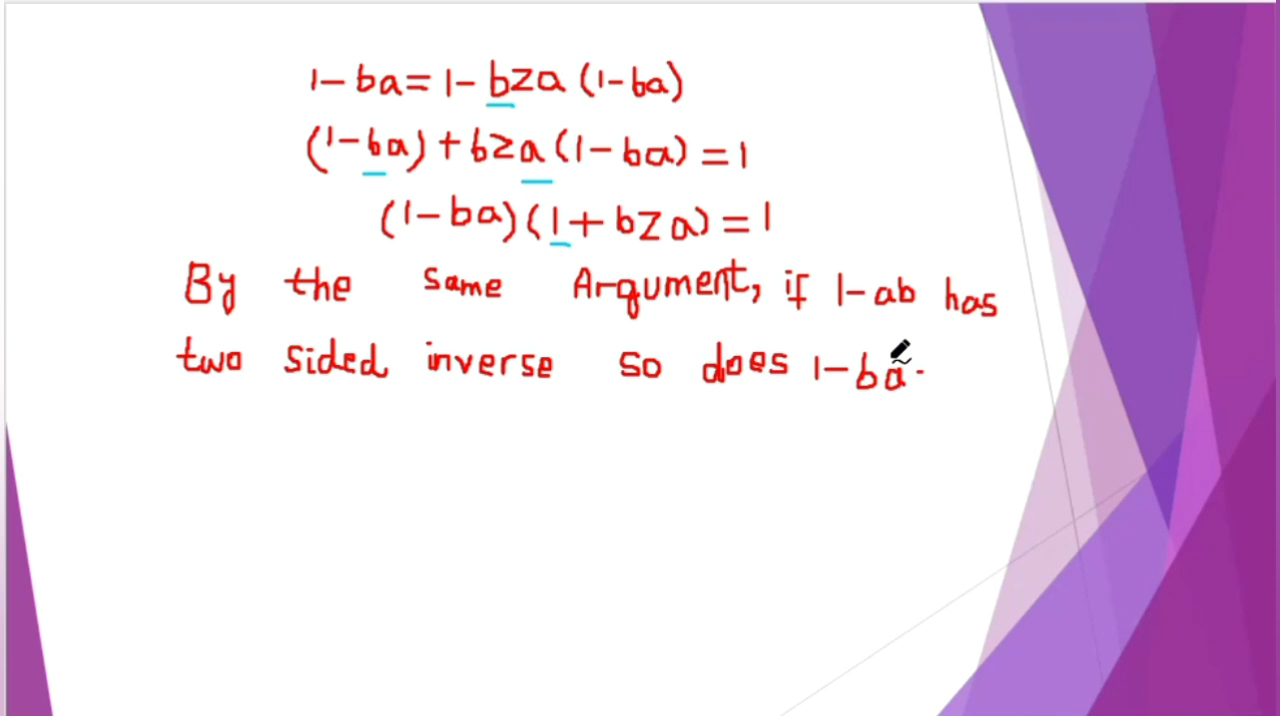 1-ba=1-bza(1-ba)
(1-ba)+bza(1-ba)=1
(1-ba)(1+bza)=1
By the same Argument, if 1-ab has
two sided inverse so does 1-ba.